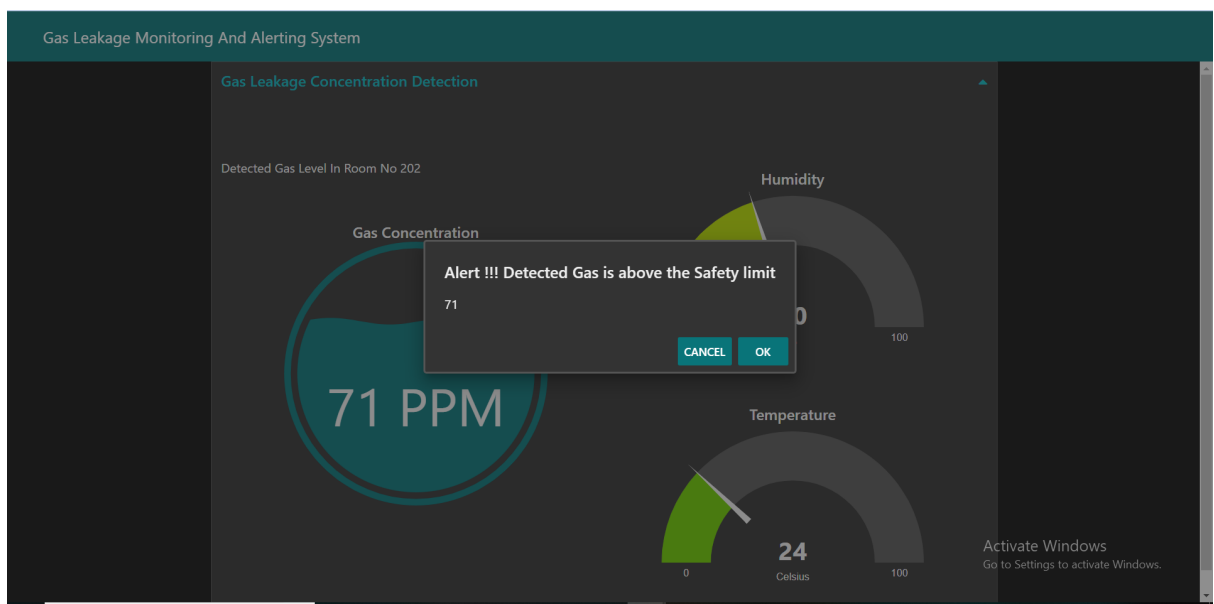 Gas Leakage Monitoring And Alerting System
Gas Leakage Concentration Detection
Detected Gas Level In Room No 202
Gas Concentration
71 PPM
Alert !!! Detected Gas is above the Safety limit
71
CANCEL OK
Humidity
100
Temperature
24
0 Celsius 100
Activate Windows
Go to Settings to activate Windows.